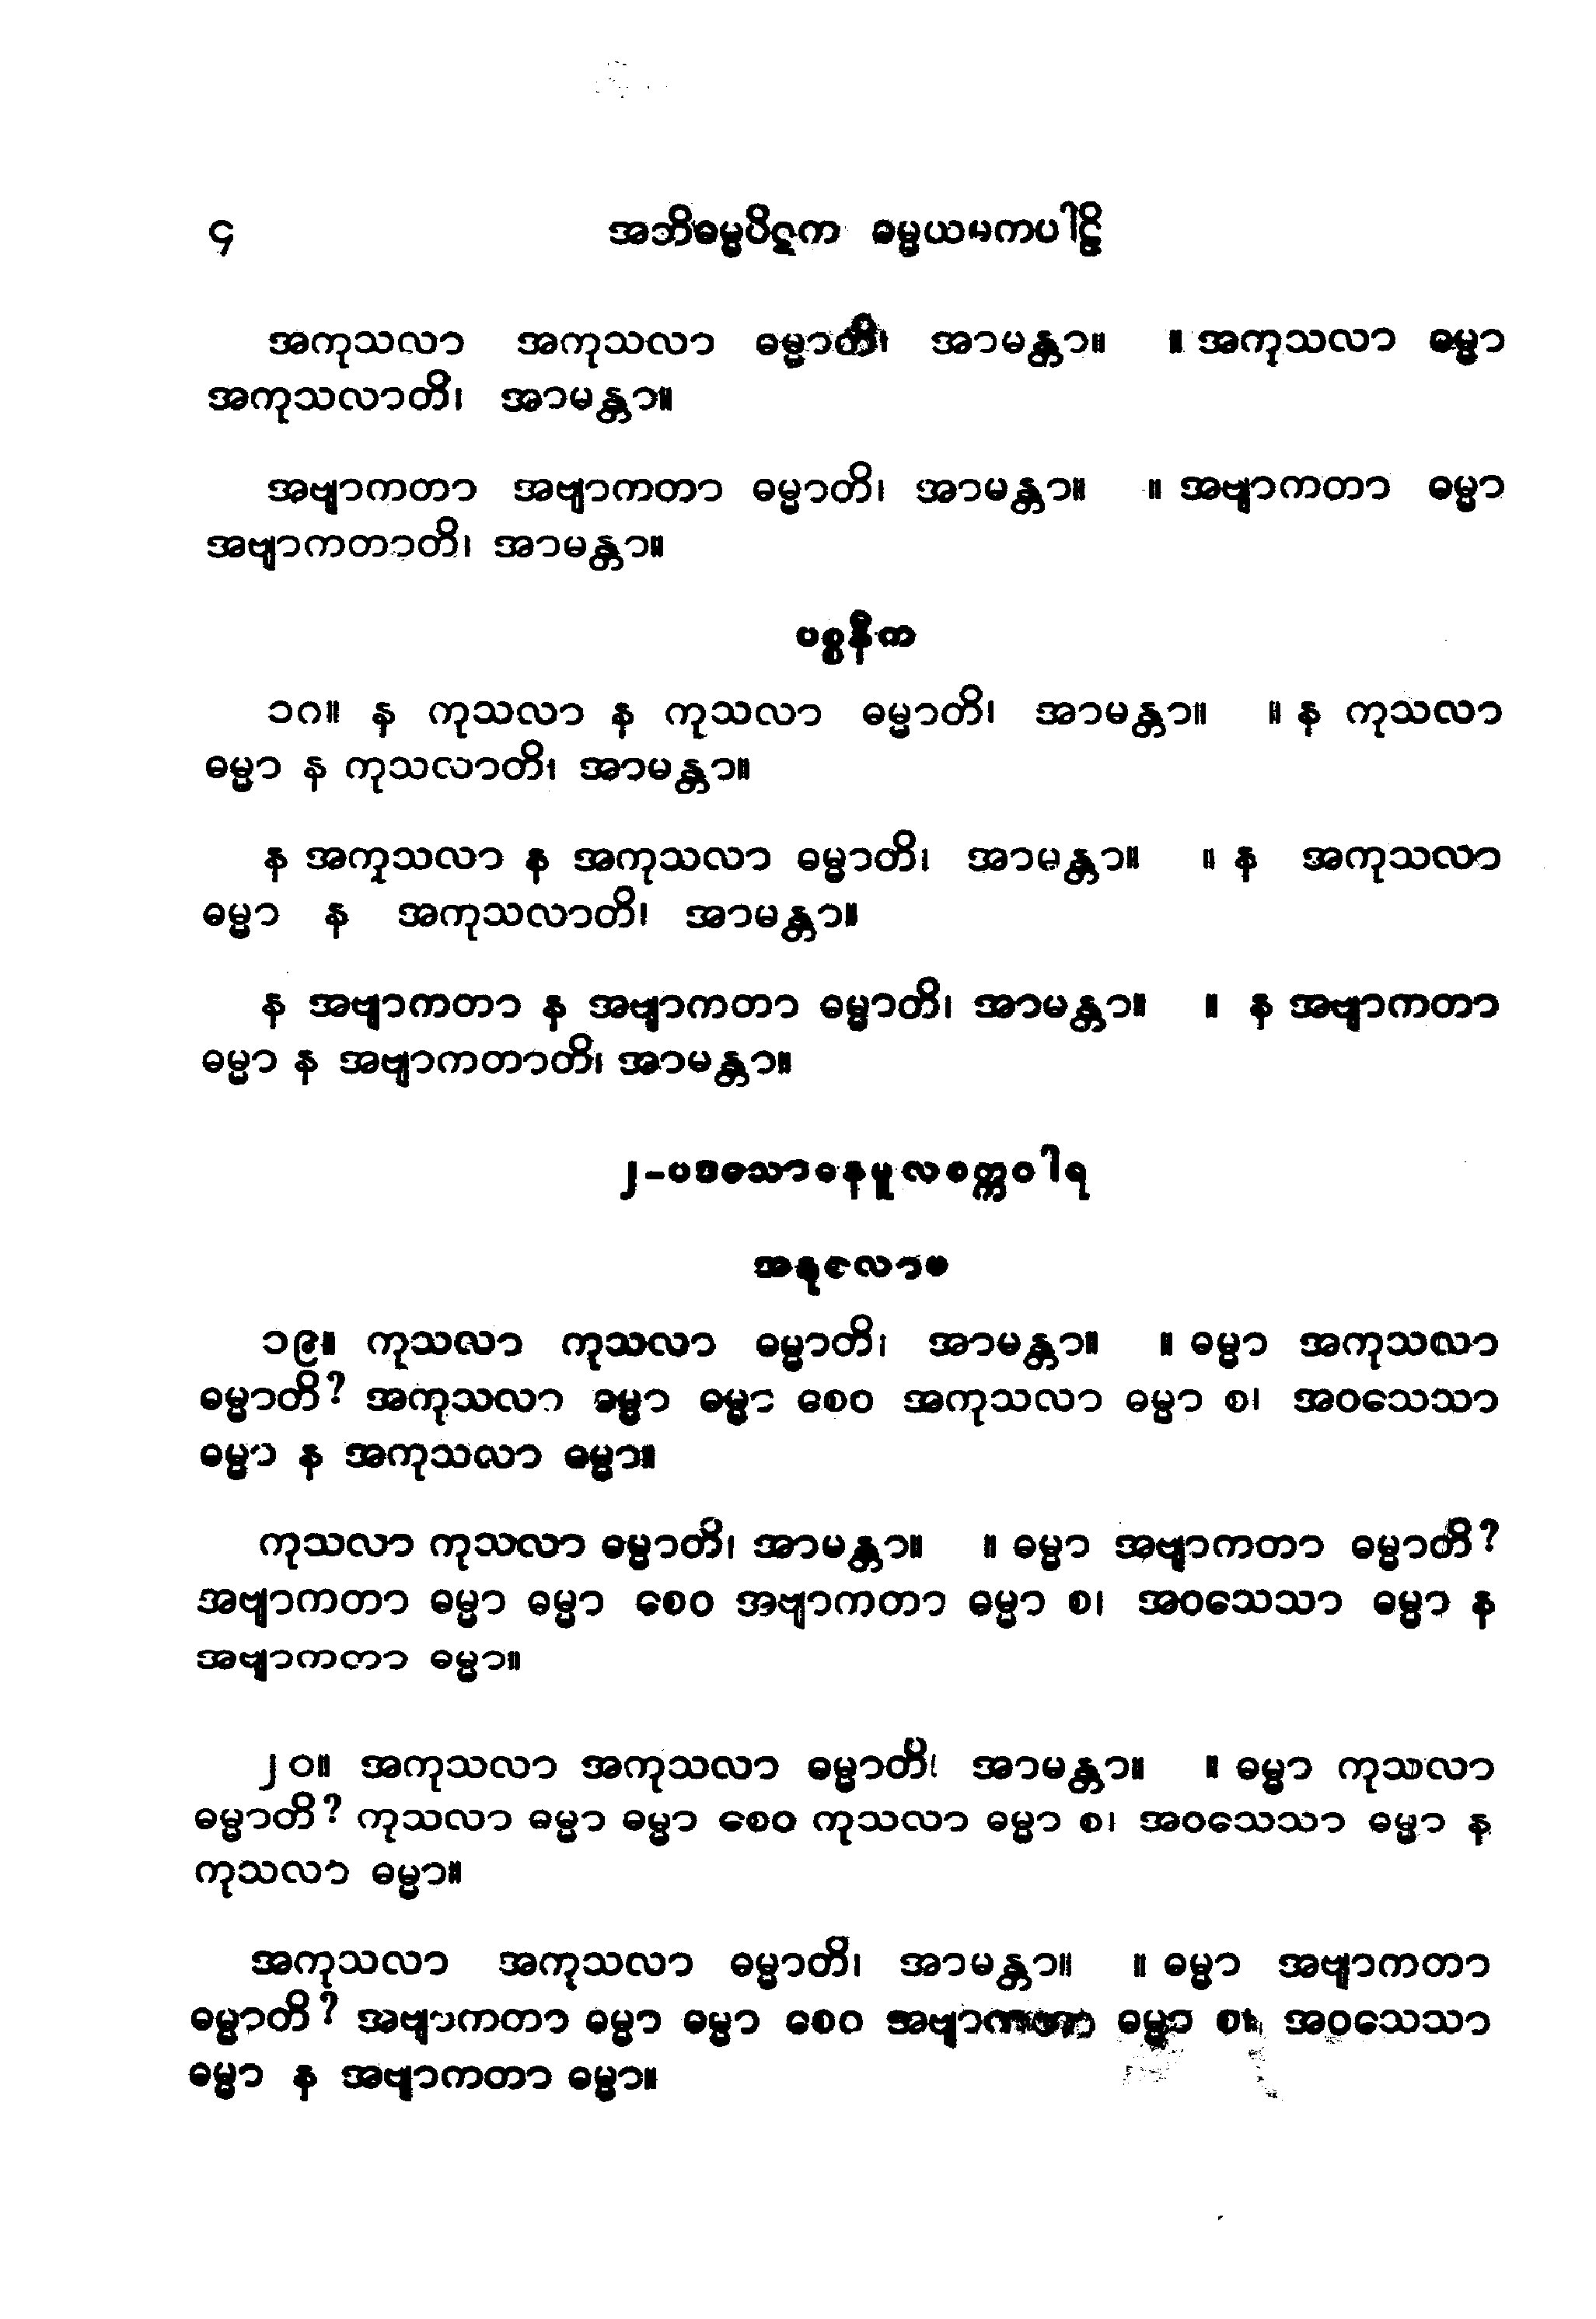 ၄ အဘိဓမ္မပိဋက ဓမ္မယမကပါဠိ
အကုသလာ အကုသလာ ဓမ္မာတိ၊ အာမန္တာ။ ။ အကုသလာ ဓမ္မာ
အကုသလာတိ၊ အာမန္တာ။
အဗျာကတာ အဗျာကတာ ဓမ္မာတိ၊ အာမန္တာ။ ။ အဗျာကတာ ဓမ္မာ
အဗျာကတာတိ၊ အာမန္တာ။
ပစ္စနီက
၁၈။ န ကုသလာ န ကုသလာ ဓမ္မာတိ၊ အာမန္တာ။ ။ န ကုသလာ
ဓမ္မာ န ကုသလာတိ၊ အာမန္တာ။
န အကုသလာ န အကုသလာ ဓမ္မာတိ၊ အာမန္တာ။ ။ န အကုသလာ
ဓမ္မာ န အကုသလာတိ၊ အာမန္တာ။
န အဗျာကတာ န အဗျာကတာ ဓမ္မာတိ၊ အာမန္တာ။ ။ န အဗျာကတာ
ဓမ္မာ န အဗျာကတာတိ၊ အာမန္တာ။
၂-ပဒသောဓနမူလစက္ကဝါရ
အနုလောမ
၁၉။ ကုသလာ ကုသလာ ဓမ္မာတိ၊ အာမန္တာ။ ။ ဓမ္မာ အကုသလာ
ဓမ္မာတိ? အကုသလာ ဓမ္မာ ဓမ္မာ စေဝ အကုသလာ ဓမ္မာ စ၊ အဝသေသာ
ဓမ္မာ န အကုသလာ ဓမ္မာ။
ကုသလာ ကုသလာ ဓမ္မာတိ၊ အာမန္တာ။ ။ ဓမ္မာ အဗျာကတာ ဓမ္မာတိ?
အဗျာကတာ ဓမ္မာ ဓမ္မာ စေဝ အဗျာကတာ ဓမ္မာ စ၊ အဝသေသာ ဓမ္မာ န
အဗျာကတာ ဓမ္မာ။
၂၀။ အကုသလာ အကုသလာ ဓမ္မာတိ၊ အာမန္တာ။ ။ ဓမ္မာ ကုသလာ
ဓမ္မာတိ? ကုသလာ ဓမ္မာ ဓမ္မာ စေဝ ကုသလာ ဓမ္မာ စ၊ အဝသေသာ ဓမ္မာ န
ကုသလာ ဓမ္မာ။
အကုသလာ အကုသလာ ဓမ္မာတိ၊ အာမန္တာ။ ။ ဓမ္မာ အဗျာကတာ
ဓမ္မာတိ? အဗျာကတာ ဓမ္မာ ဓမ္မာ စေဝ အဗျာကတာ ဓမ္မာ စ၊ အဝသေသာ
ဓမ္မာ န အဗျာကတာ ဓမ္မာ။